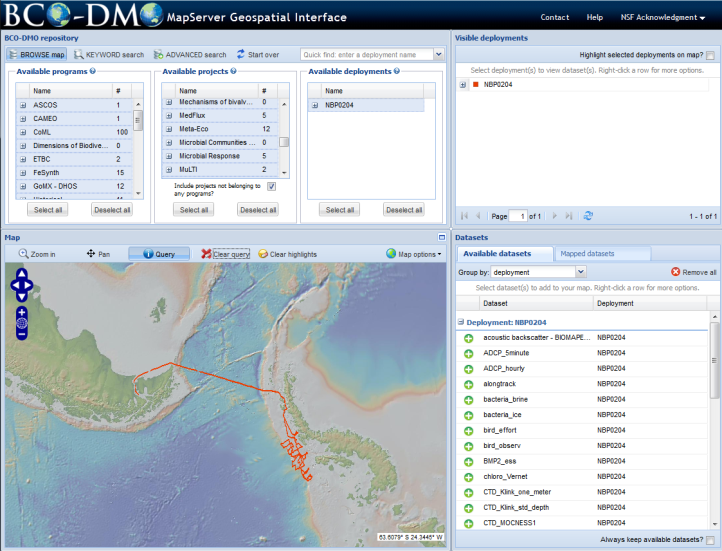 BCO-DMO MapServer Geospatial Interface
Contact Help NSF Acknowledgment
BCO-DMO repository
BROWSE map KEYWORD search ADVANCED search Start over Quick find: enter a deployment name
Available programs
Name #
ASCOS 1
CAMEO 1
CoML 100
Dimensions of Biodive... 0
ETBC 2
FeSynth 15
GoMX - DHOS 12
Select all Deselect all
Available projects
Name #
Mechanisms of bivalv... 0
MedFlux 5
Meta-Eco 12
Microbial Communities ... 0
Microbial Response 5
MuLTI 2
Include projects not belonging to
any programs?
Select all Deselect all
Available deployments
Name
NBP0204
Select all Deselect all
Visible deployments
Highlight selected deployments on map?
Select deployment(s) to view dataset(s). Right-click a row for more options.
NBP0204
Page 1 of 1 1 - 1 of 1
Map
Zoom in Pan Query Clear query Clear highlights Map options
63.6079° S 24.3446° W
Datasets
Available datasets Mapped datasets
Group by: deployment Remove all
Select dataset(s) to add to your map. Right-click a row for more options.
Dataset Deployment
Deployment: NBP0204
acoustic backscatter - BIOMAPE... NBP0204
ADCP_5minute NBP0204
ADCP_hourly NBP0204
alongtrack NBP0204
bacteria_brine NBP0204
bacteria_ice NBP0204
bird_effort NBP0204
bird_observ NBP0204
BMP2_ess NBP0204
chloro_Vernet NBP0204
CTD_Klink_one_meter NBP0204
CTD_Klink_std_depth NBP0204
CTD_MOCNESS1 NBP0204
Always keep available datasets?